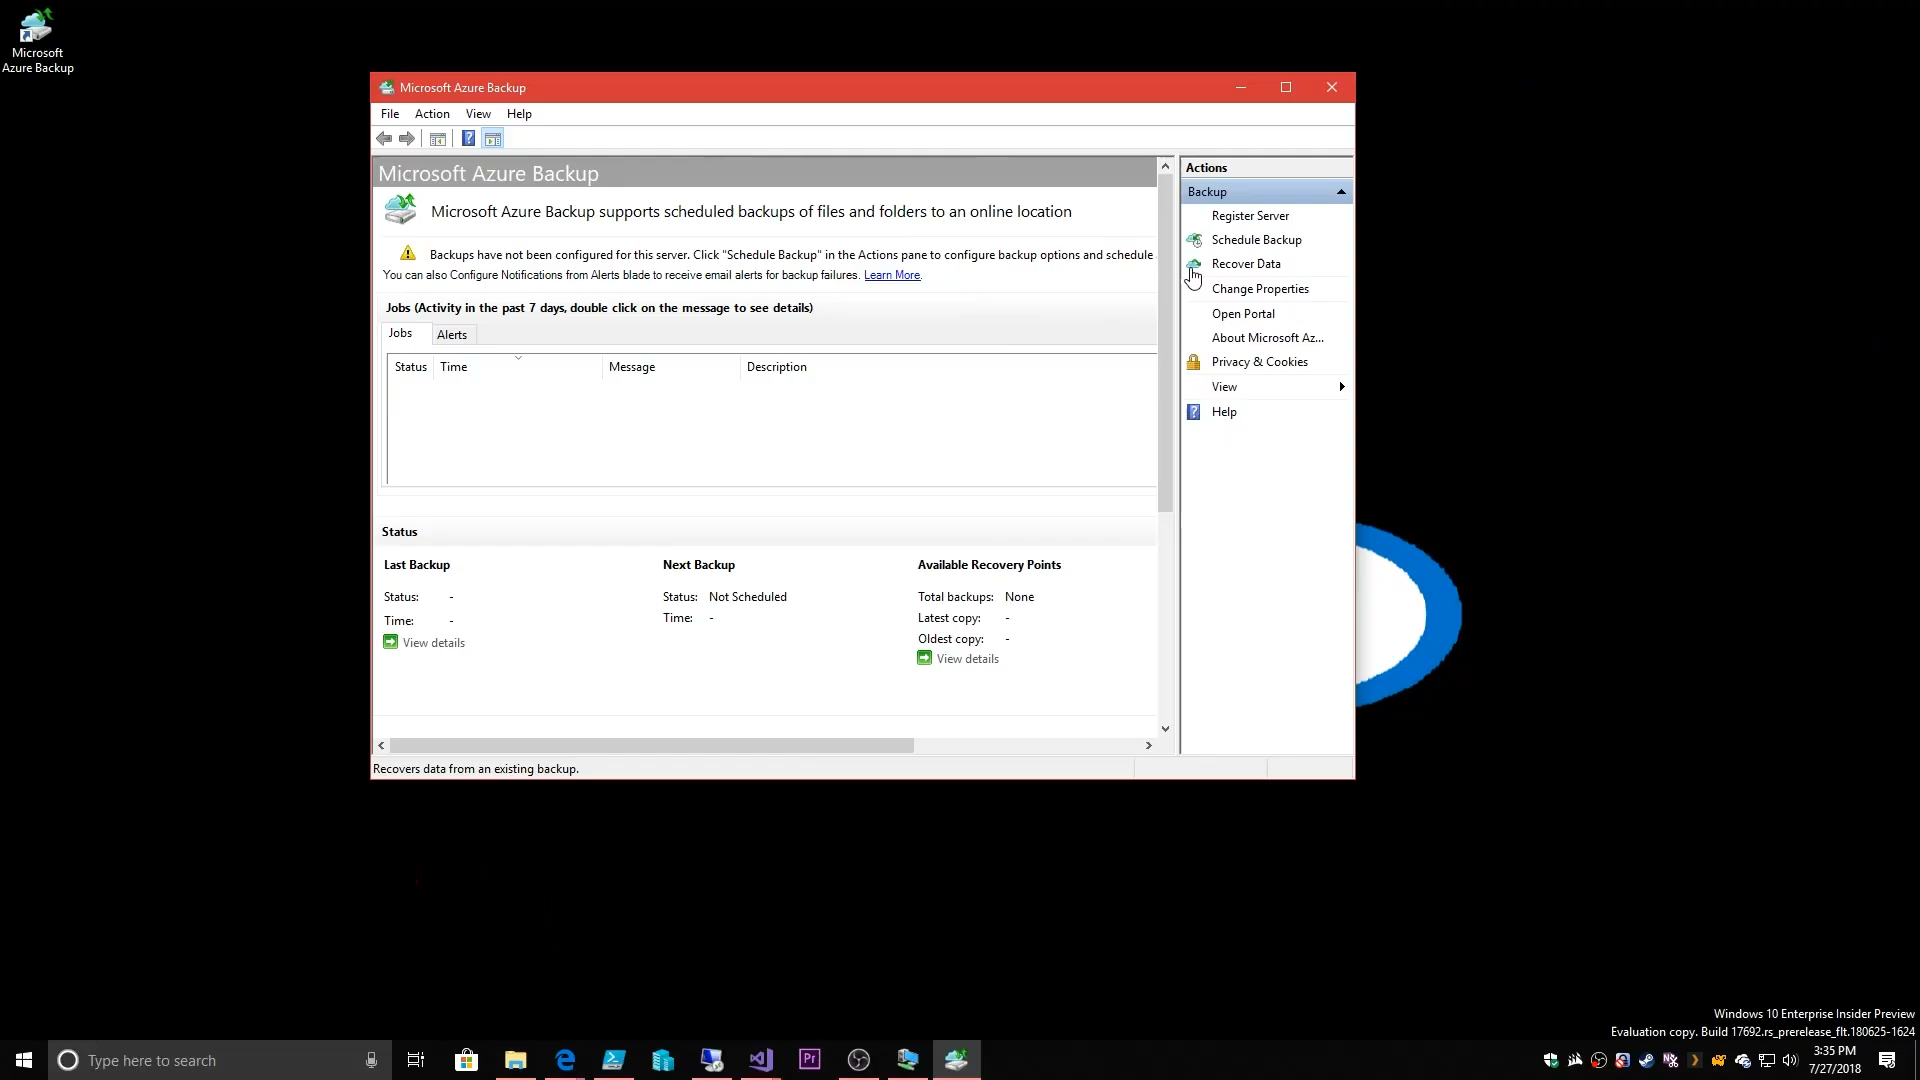 Microsoft
Azure Backup
Microsoft Azure Backup
File Action View Help
Microsoft Azure Backup
Microsoft Azure Backup supports scheduled backups of files and folders to an online location
Backups have not been configured for this server. Click "Schedule Backup" in the Actions pane to configure backup options and schedule
You can also Configure Notifications from Alerts blade to receive email alerts for backup failures. Learn More.
Jobs (Activity in the past 7 days, double click on the message to see details)
Jobs Alerts
Status Time Message Description
Status
Last Backup Next Backup Available Recovery Points
Status: - Status: Not Scheduled Total backups: None
Time: - Time: - Latest copy: -
Oldest copy: -
View details View details
Recovers data from an existing backup.
Actions
Backup
Register Server
Schedule Backup
Recover Data
Change Properties
Open Portal
About Microsoft Az...
Privacy & Cookies
View
Help
Windows 10 Enterprise Insider Preview
Evaluation copy. Build 17692.rs_prerelease_flt.180625-1624
Type here to search
Pr
3:35 PM
7/27/2018